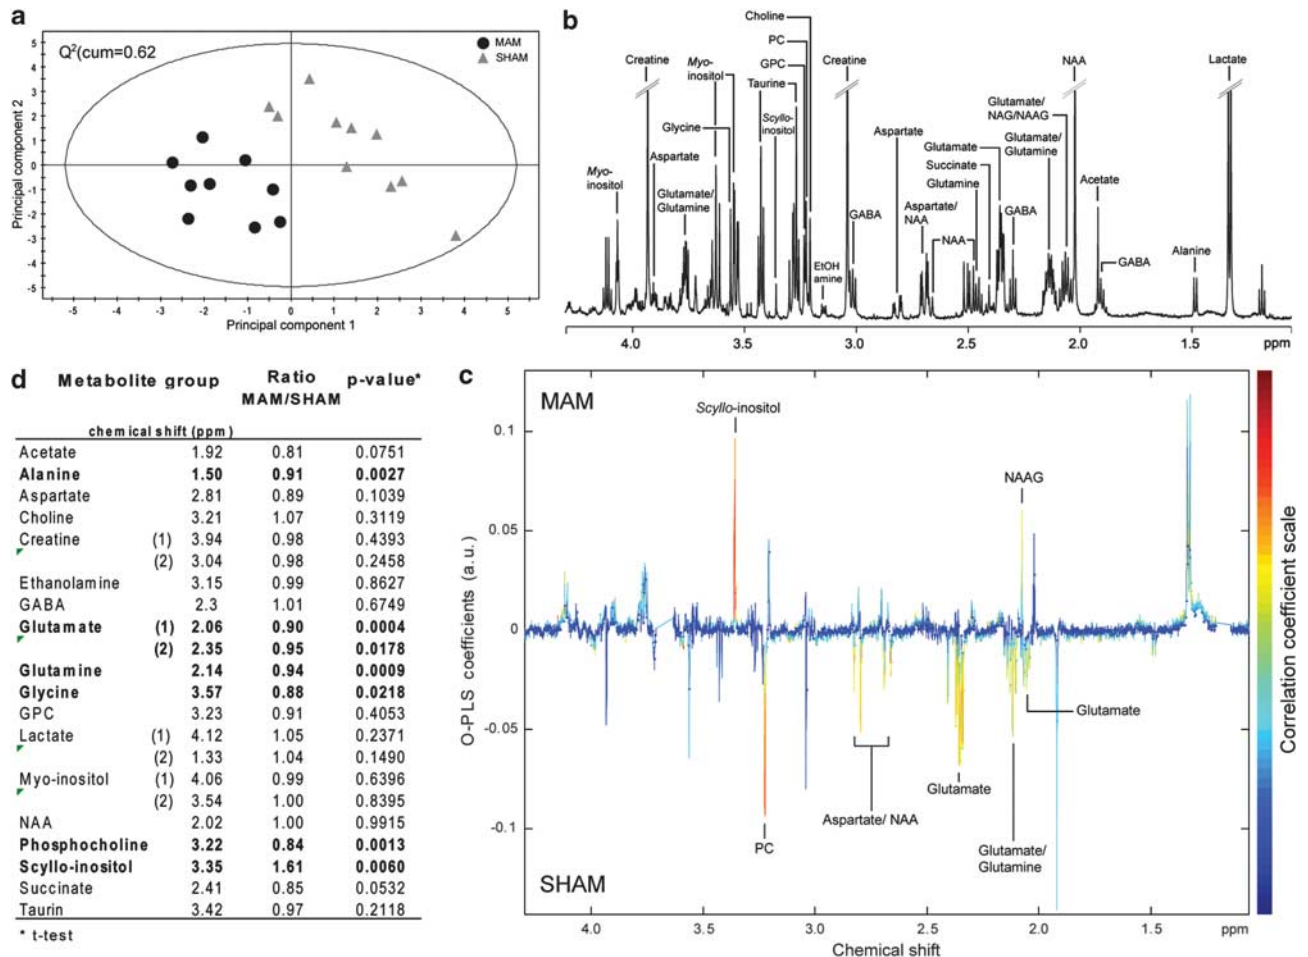 a
Q²(cum=0.62
MAM
SHAM
Principal component 2
5
4
3
2
1
0
-1
-2
-3
-4
-5
-5 -4 -3 -2 -1 0 1 2 3 4 5
Principal component 1
b
Choline
PC
GPC
Taurine
Creatine
Myo-
inositol
Glycine
Scyllo-
inositol
Aspartate
Myo-
inositol
Glutamate/
Glutamine
EtOH
amine
Creatine
GABA
Aspartate
Aspartate/
NAA
NAA
Glutamate
Succinate
Glutamine
GABA
Glutamate/
NAG/NAAG
Glutamate/
Glutamine
NAA
Acetate
GABA
Alanine
Lactate
4.0 3.5 3.0 2.5 2.0 1.5 ppm
d
Metabolite group Ratio MAM/SHAM p-value*
chemical shift (ppm)
Acetate 1.92 0.81 0.0751
Alanine 1.50 0.91 0.0027
Aspartate 2.81 0.89 0.1039
Choline 3.21 1.07 0.3119
Creatine (1) 3.94 0.98 0.4393
(2) 3.04 0.98 0.2458
Ethanolamine 3.15 0.99 0.8627
GABA 2.3 1.01 0.6749
Glutamate (1) 2.06 0.90 0.0004
(2) 2.35 0.95 0.0178
Glutamine 2.14 0.94 0.0009
Glycine 3.57 0.88 0.0218
GPC 3.23 0.91 0.4053
Lactate (1) 4.12 1.05 0.2371
(2) 1.33 1.04 0.1490
Myo-inositol (1) 4.06 0.99 0.6396
(2) 3.54 1.00 0.8395
NAA 2.02 1.00 0.9915
Phosphocholine 3.22 0.84 0.0013
Scyllo-inositol 3.35 1.61 0.0060
Succinate 2.41 0.85 0.0532
Taurin 3.42 0.97 0.2118
* t-test
c
MAM
Scyllo-inositol
NAAG
Glutamate
Glutamate
Aspartate/ NAA
PC
Glutamate/
Glutamine
SHAM
O-PLS coefficients (a.u.)
0.1
0.05
0
-0.05
-0.1
4.0 3.5 3.0 2.5 2.0 1.5 ppm
Chemical shift
Correlation coefficient scale